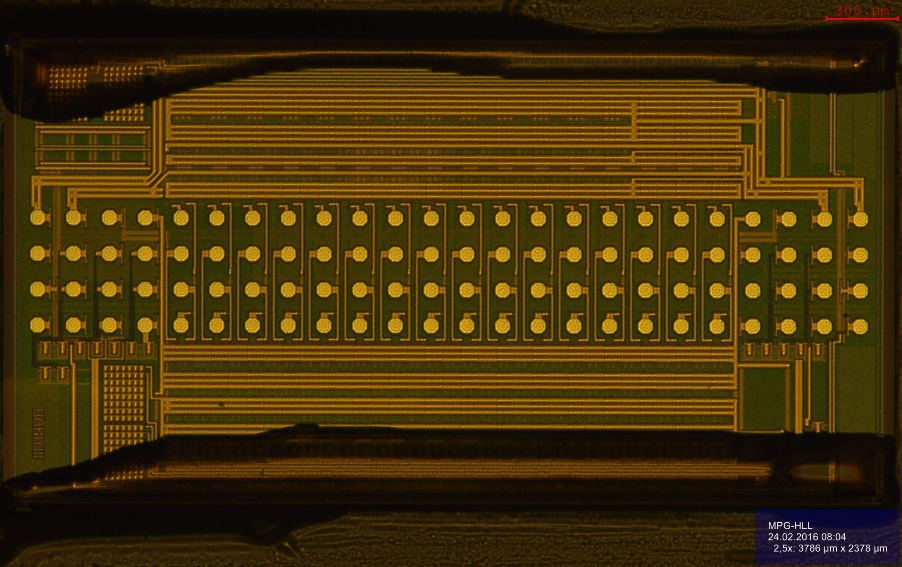 300 µm
MPG-HLL
24.02.2016 08:04
2,5x: 3786 µm x 2378 µm